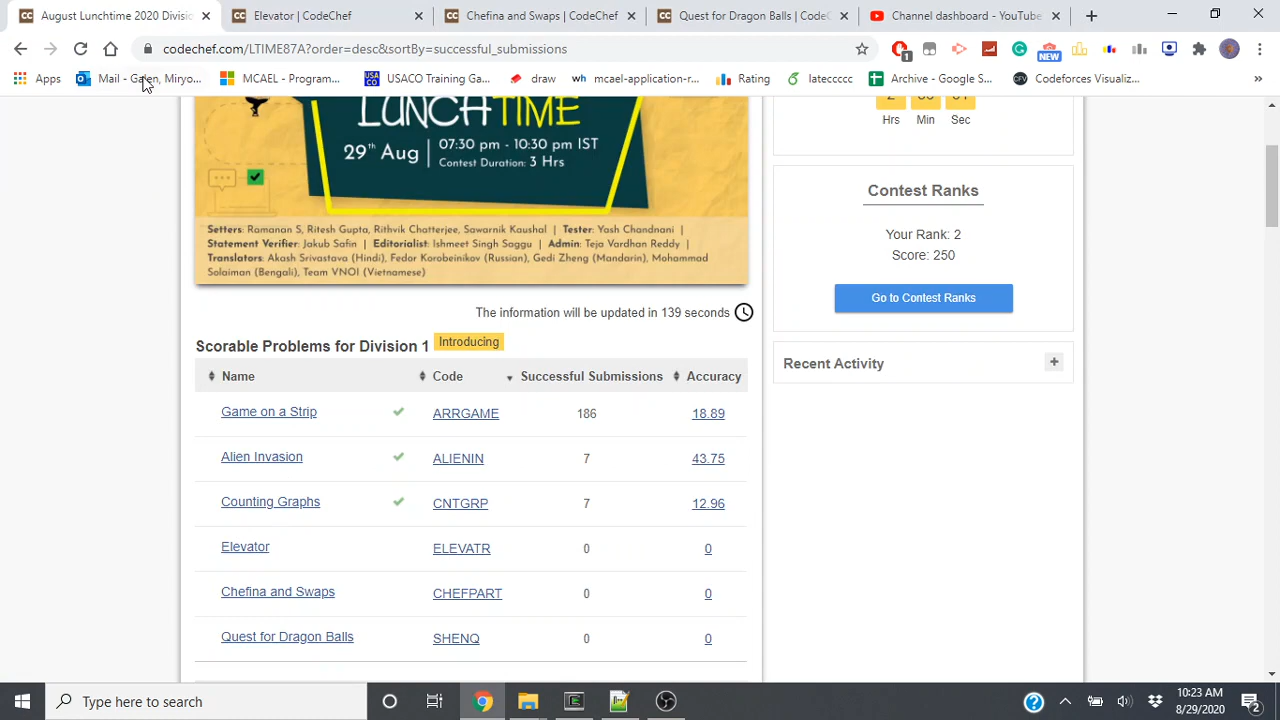 August Lunchtime 2020 Divisi
Elevator | CodeChef
Chefina and Swaps | CodeChef
Quest for Dragon Balls | CodeC
Channel dashboard - YouTube
codechef.com/LTIME87A?order=desc&sortBy=successful_submissions
1
NEW
Apps
Mail - Gaen, Miryo...
MCAEL - Program...
USACO Training Ga...
draw
wh mcael-application-r...
Rating
lateccccc
Archive - Google S...
CFV Codeforces Visualiz...
LUNCHTIME
29th Aug
07:30 pm - 10:30 pm IST
Contest Duration: 3 Hrs
Setters: Ramanan S, Ritesh Gupta, Rithvik Chatterjee, Sawarnik Kaushal | Tester: Yash Chandnani |
Statement Verifier: Jakub Safin | Editorialist: Ishmeet Singh Saggu | Admin: Teja Vardhan Reddy |
Translators: Akash Srivastava (Hindi), Fedor Korobeinikov (Russian), Gedi Zheng (Mandarin), Mohammad
Solaiman (Bengali), Team VNOI (Vietnamese)
Hrs Min Sec
Contest Ranks
Your Rank: 2
Score: 250
Go to Contest Ranks
Recent Activity
The information will be updated in 139 seconds
Scorable Problems for Division 1 Introducing
Name Code Successful Submissions Accuracy
Game on a Strip ARRGAME 186 18.89
Alien Invasion ALIENIN 7 43.75
Counting Graphs CNTGRP 7 12.96
Elevator ELEVATR 0 0
Chefina and Swaps CHEFPART 0 0
Quest for Dragon Balls SHENQ 0 0
Type here to search
10:23 AM
8/29/2020
2